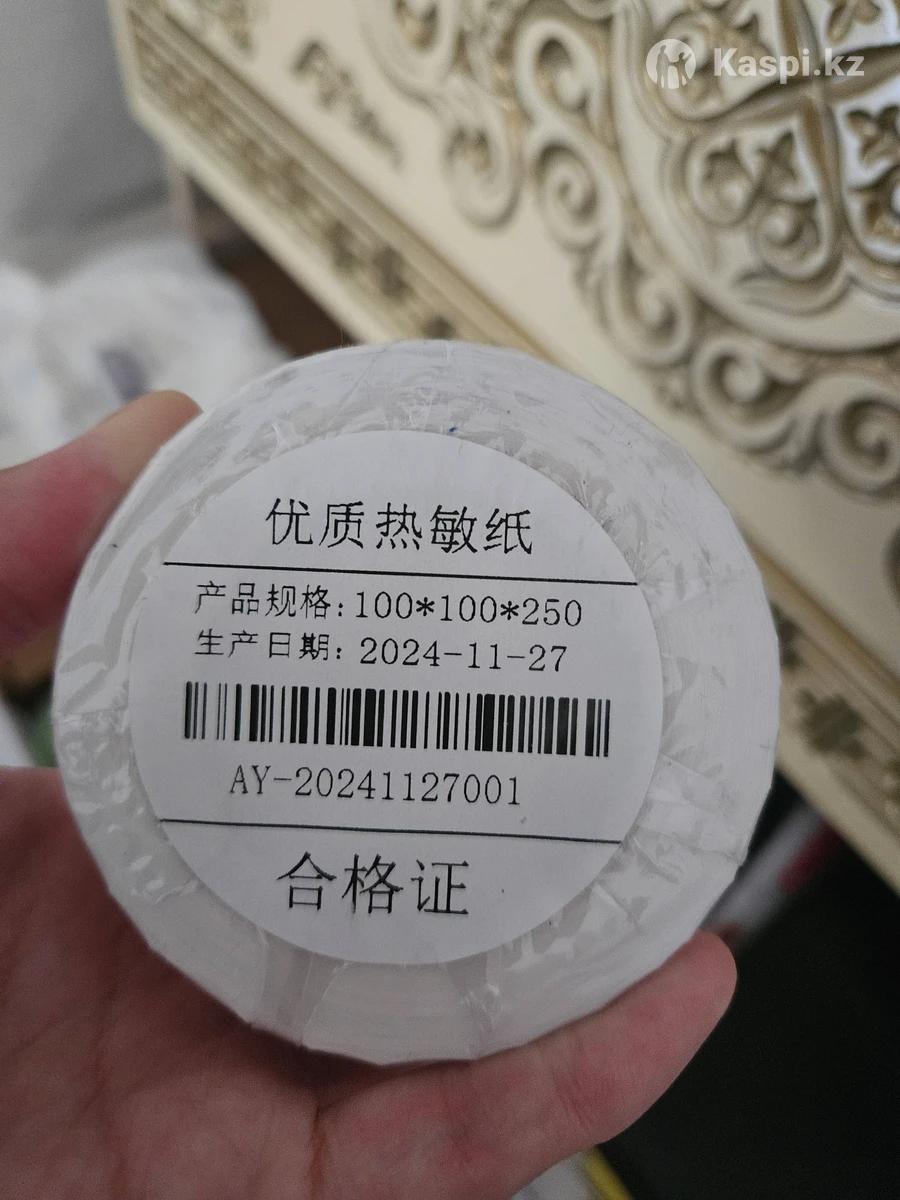 Kaspi.kz
优质热敏纸
产品规格: 100*100*250
生产日期: 2024-11-27
AY-20241127001
合格证